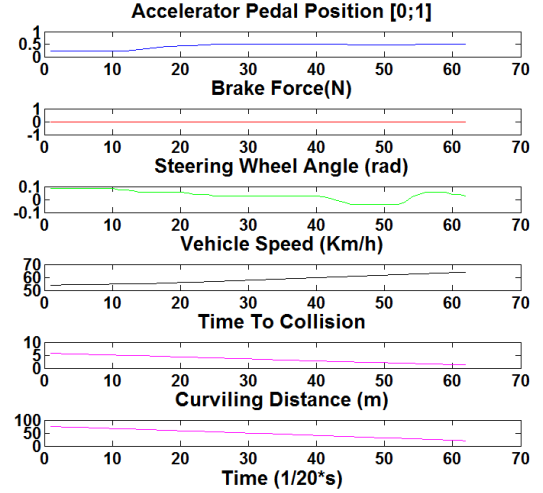 Accelerator Pedal Position [0;1]
1
0.5
0
0 10 20 30 40 50 60 70
Brake Force(N)
1
0
-1
0 10 20 30 40 50 60 70
Steering Wheel Angle (rad)
0.1
0
-0.1
0 10 20 30 40 50 60 70
Vehicle Speed (Km/h)
70
60
50
0 10 20 30 40 50 60 70
Time To Collision
10
5
0
0 10 20 30 40 50 60 70
Curviling Distance (m)
100
50
0
0 10 20 30 40 50 60 70
Time (1/20*s)